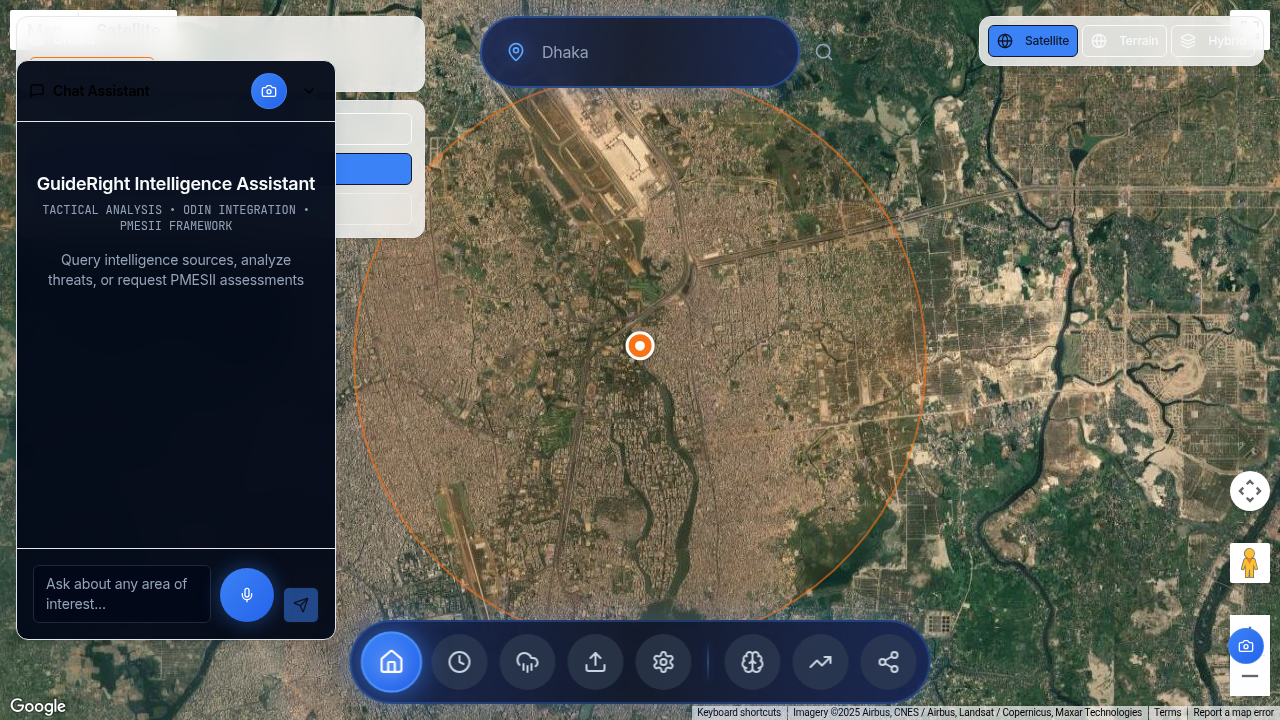 Map
Satellite
Dhaka
Satellite
Terrain
Hybrid
Chat Assistant
GuideRight Intelligence Assistant
TACTICAL ANALYSIS • ODIN INTEGRATION •
PMESII FRAMEWORK
Query intelligence sources, analyze
threats, or request PMESII assessments
Ask about any area of
interest...
Google
Keyboard shortcuts
Imagery ©2025 Airbus, CNES / Airbus, Landsat / Copernicus, Maxar Technologies
Terms
Report a map error